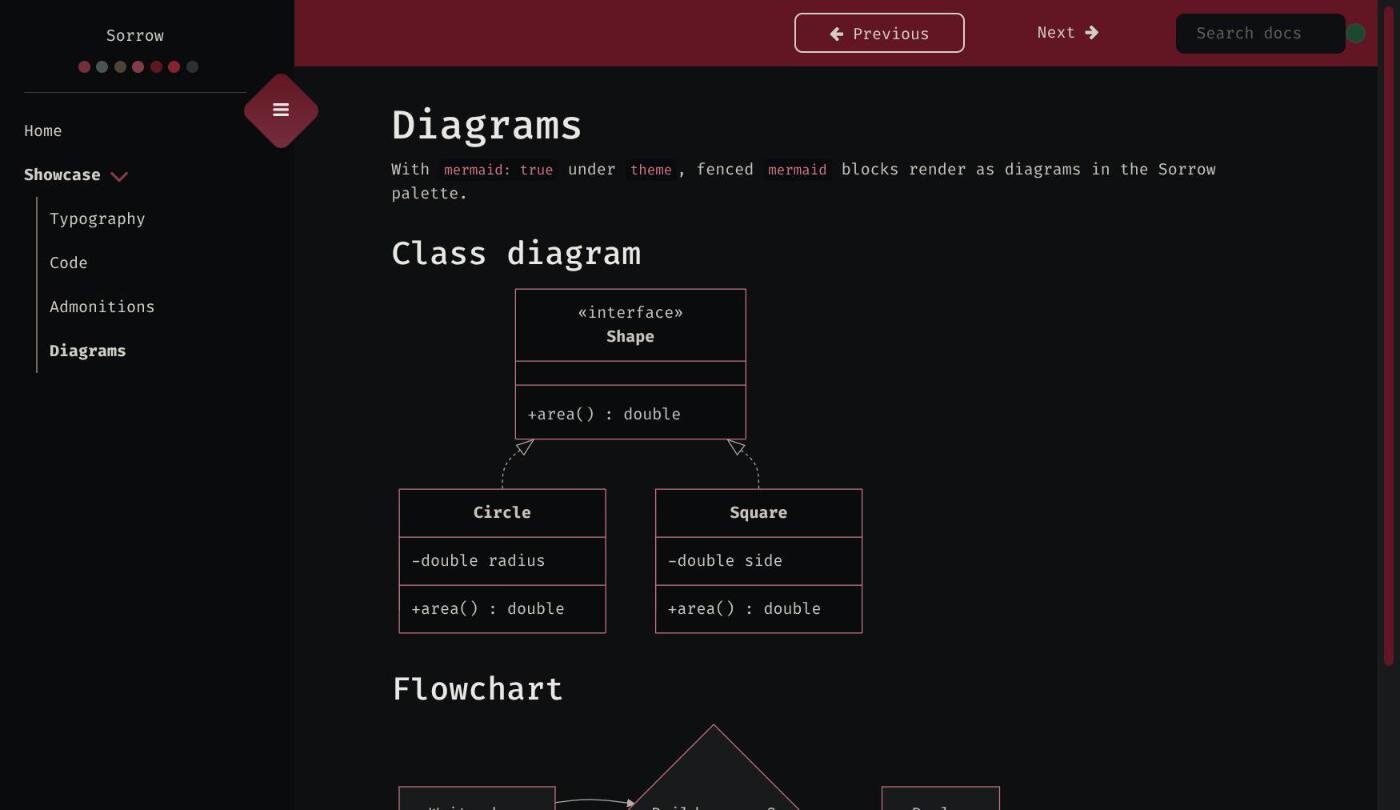 Sorrow
Home
Showcase
Typography
Code
Admonitions
Diagrams
Previous
Next
Search docs
Diagrams
With mermaid: true under theme, fenced mermaid blocks render as diagrams in the Sorrow
palette.
Class diagram
«interface»
Shape
+area() : double
Circle
-double radius
+area() : double
Square
-double side
+area() : double
Flowchart